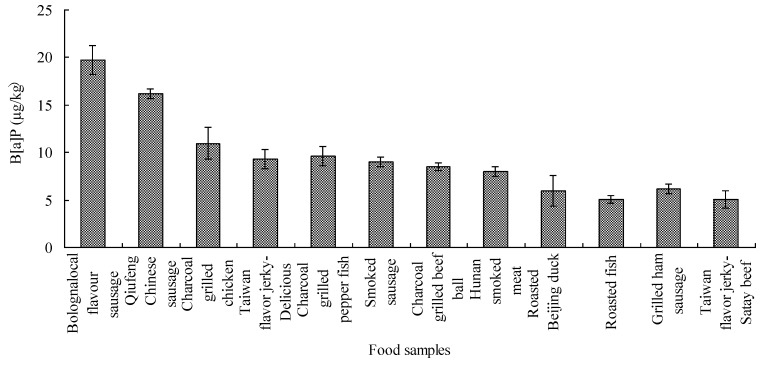 B[a]P (μg/kg)
25
20
15
10
5
0
Bolognalocal
flavour
sausage
Qiufeng
Chinese
sausage
Charcoal
grilled
chicken
Taiwan
flavor jerky-
Delicious
Charcoal
grilled
pepper fish
Smoked
sausage
Charcoal
grilled beef
ball
Hunan
smoked
meat
Roasted
Beijing duck
Roasted fish
Grilled ham
sausage
Taiwan
flavor jerky-
Satay beef
Food samples